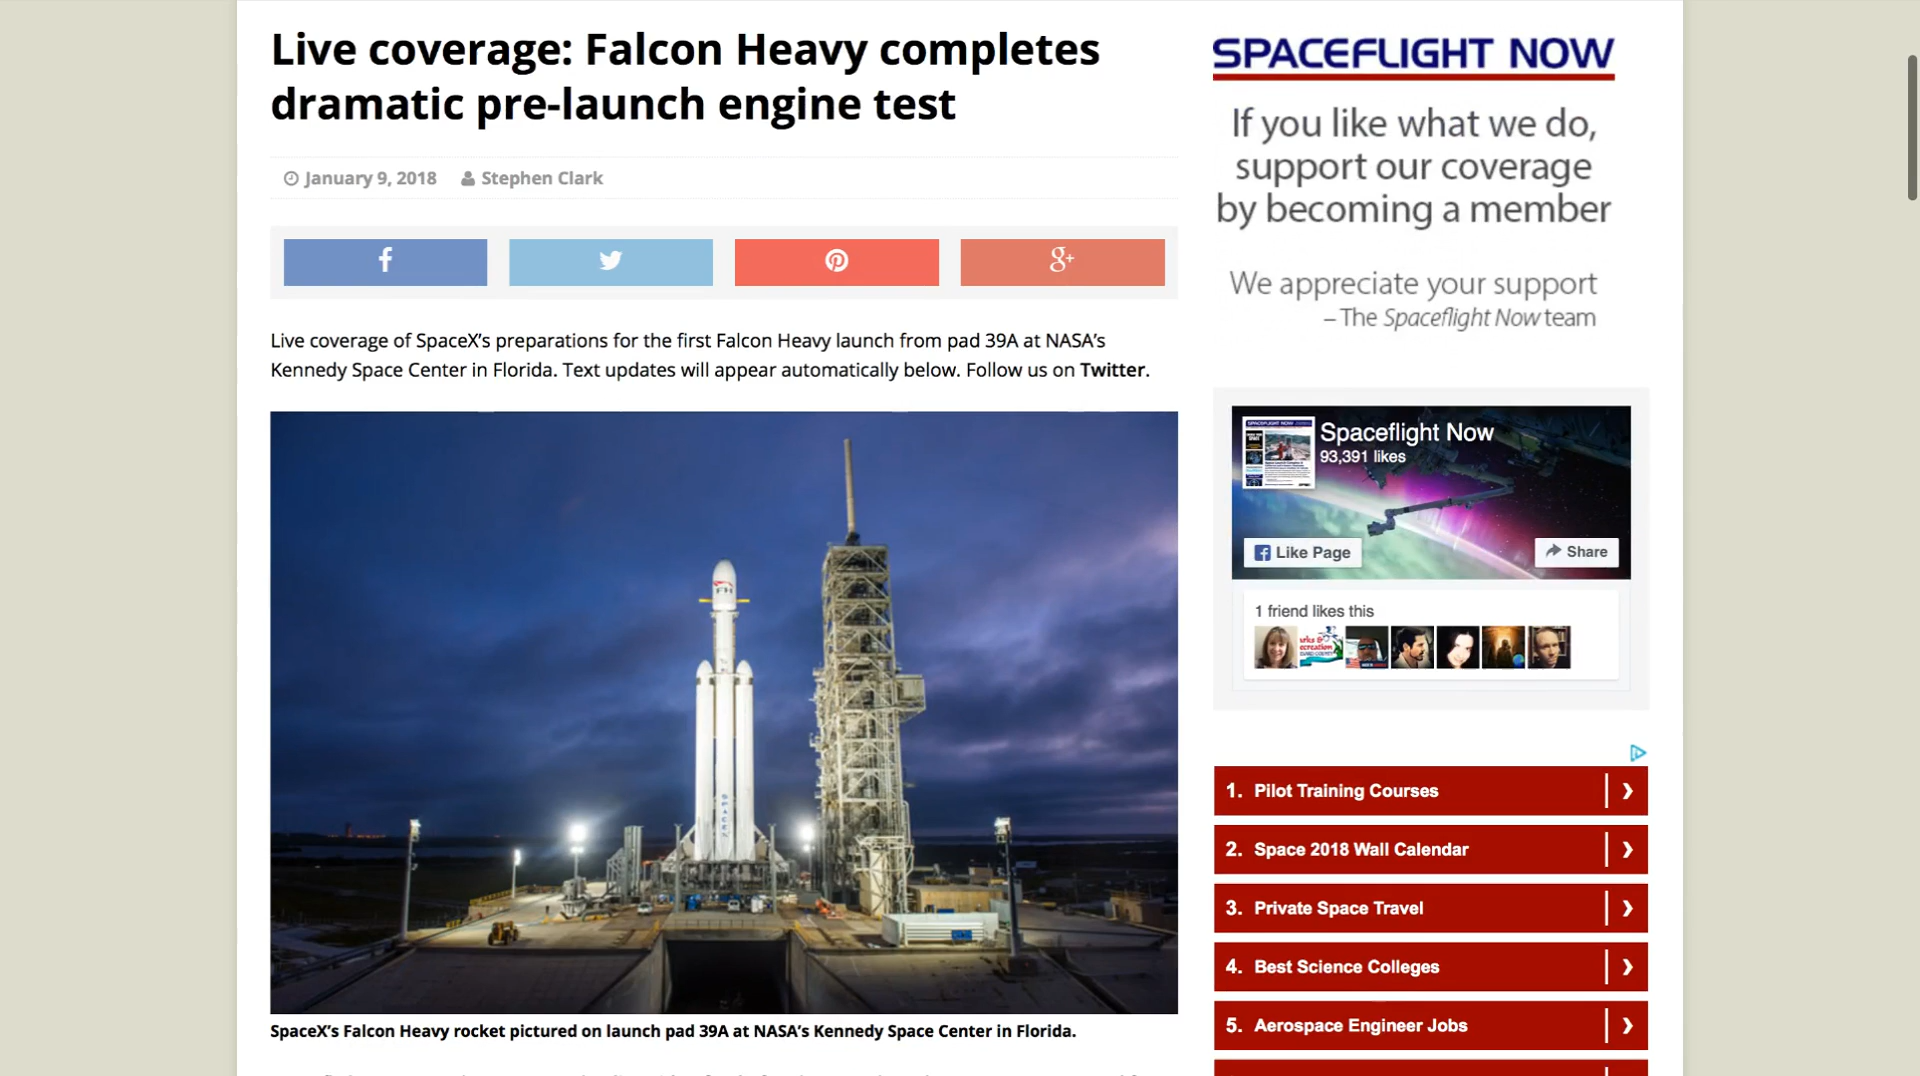 Live coverage: Falcon Heavy completes
dramatic pre-launch engine test
January 9, 2018 Stephen Clark
Live coverage of SpaceX’s preparations for the first Falcon Heavy launch from pad 39A at NASA’s
Kennedy Space Center in Florida. Text updates will appear automatically below. Follow us on Twitter.
FH
SPACEX
SpaceX’s Falcon Heavy rocket pictured on launch pad 39A at NASA’s Kennedy Space Center in Florida.
SPACEFLIGHT NOW
If you like what we do,
support our coverage
by becoming a member
We appreciate your support
– The Spaceflight Now team
Spaceflight Now
93,391 likes
Like Page
Share
1 friend likes this
1. Pilot Training Courses
2. Space 2018 Wall Calendar
3. Private Space Travel
4. Best Science Colleges
5. Aerospace Engineer Jobs